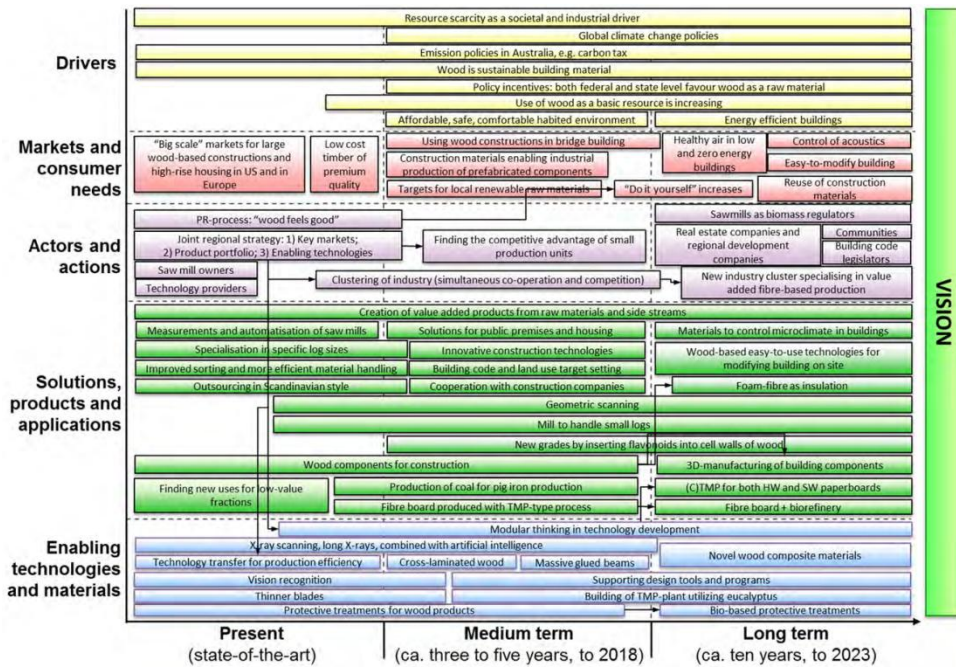 Drivers
Resource scarcity as a societal and industrial driver
Global climate change policies
Emission policies in Australia, e.g. carbon tax
Wood is sustainable building material
Policy incentives: both federal and state level favour wood as a raw material
Use of wood as a basic resource is increasing
Affordable, safe, comfortable habited environment
Energy efficient buildings
Markets and
consumer
needs
"Big scale" markets for large
wood-based constructions and
high-rise housing in US and in
Europe
Low cost
timber of
premium
quality
Using wood constructions in bridge building
Construction materials enabling industrial
production of prefabricated components
Targets for local renewable raw materials
"Do it yourself" increases
Healthy air in low
and zero energy
buildings
Control of acoustics
Easy-to-modify building
Reuse of construction
materials
Actors and
actions
PR-process: "wood feels good"
Joint regional strategy: 1) Key markets;
2) Product portfolio; 3) Enabling technologies
Saw mill owners
Technology providers
Finding the competitive advantage of small
production units
Clustering of industry (simultaneous co-operation and competition)
Sawmills as biomass regulators
Real estate companies and
regional development
companies
Communities
Building code
legislators
New industry cluster specialising in value
added fibre-based production
Solutions,
products and
applications
Creation of value added products from raw materials and side streams
Measurements and automatisation of saw mills
Solutions for public premises and housing
Materials to control microclimate in buildings
Specialisation in specific log sizes
Innovative construction technologies
Wood-based easy-to-use technologies for
modifying building on site
Improved sorting and more efficient material handling
Building code and land use target setting
Outsourcing in Scandinavian style
Cooperation with construction companies
Foam-fibre as insulation
Geometric scanning
Mill to handle small logs
New grades by inserting flavonoids into cell walls of wood
Wood components for construction
3D-manufacturing of building components
Finding new uses for low-value
fractions
Production of coal for pig iron production
(C)TMP for both HW and SW paperboards
Fibre board produced with TMP-type process
Fibre board + biorefinery
Enabling
technologies
and materials
Modular thinking in technology development
X-ray scanning, long X-rays, combined with artificial intelligence
Technology transfer for production efficiency
Cross-laminated wood
Massive glued beams
Novel wood composite materials
Vision recognition
Supporting design tools and programs
Thinner blades
Building of TMP-plant utilizing eucalyptus
Protective treatments for wood products
Bio-based protective treatments
VISION
Present
(state-of-the-art)
Medium term
(ca. three to five years, to 2018)
Long term
(ca. ten years, to 2023)